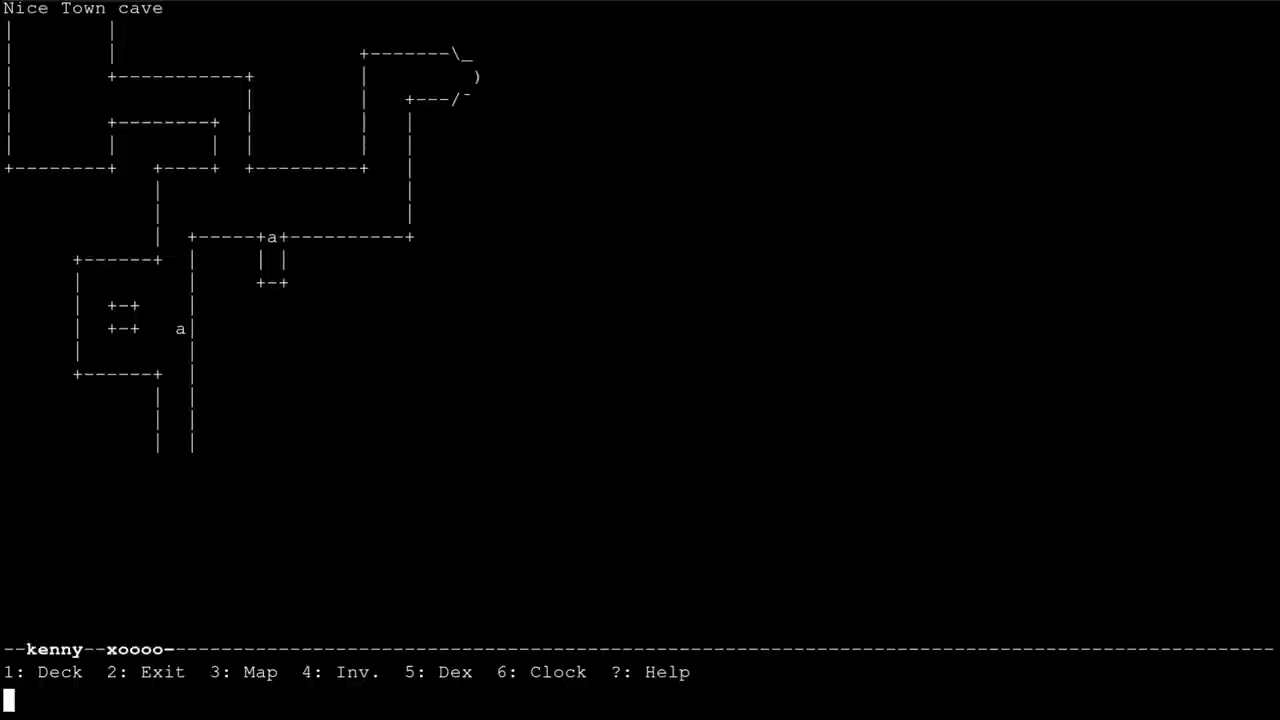 Nice Town cave
a
a
kenny xoooo
1: Deck 2: Exit 3: Map 4: Inv. 5: Dex 6: Clock ?: Help